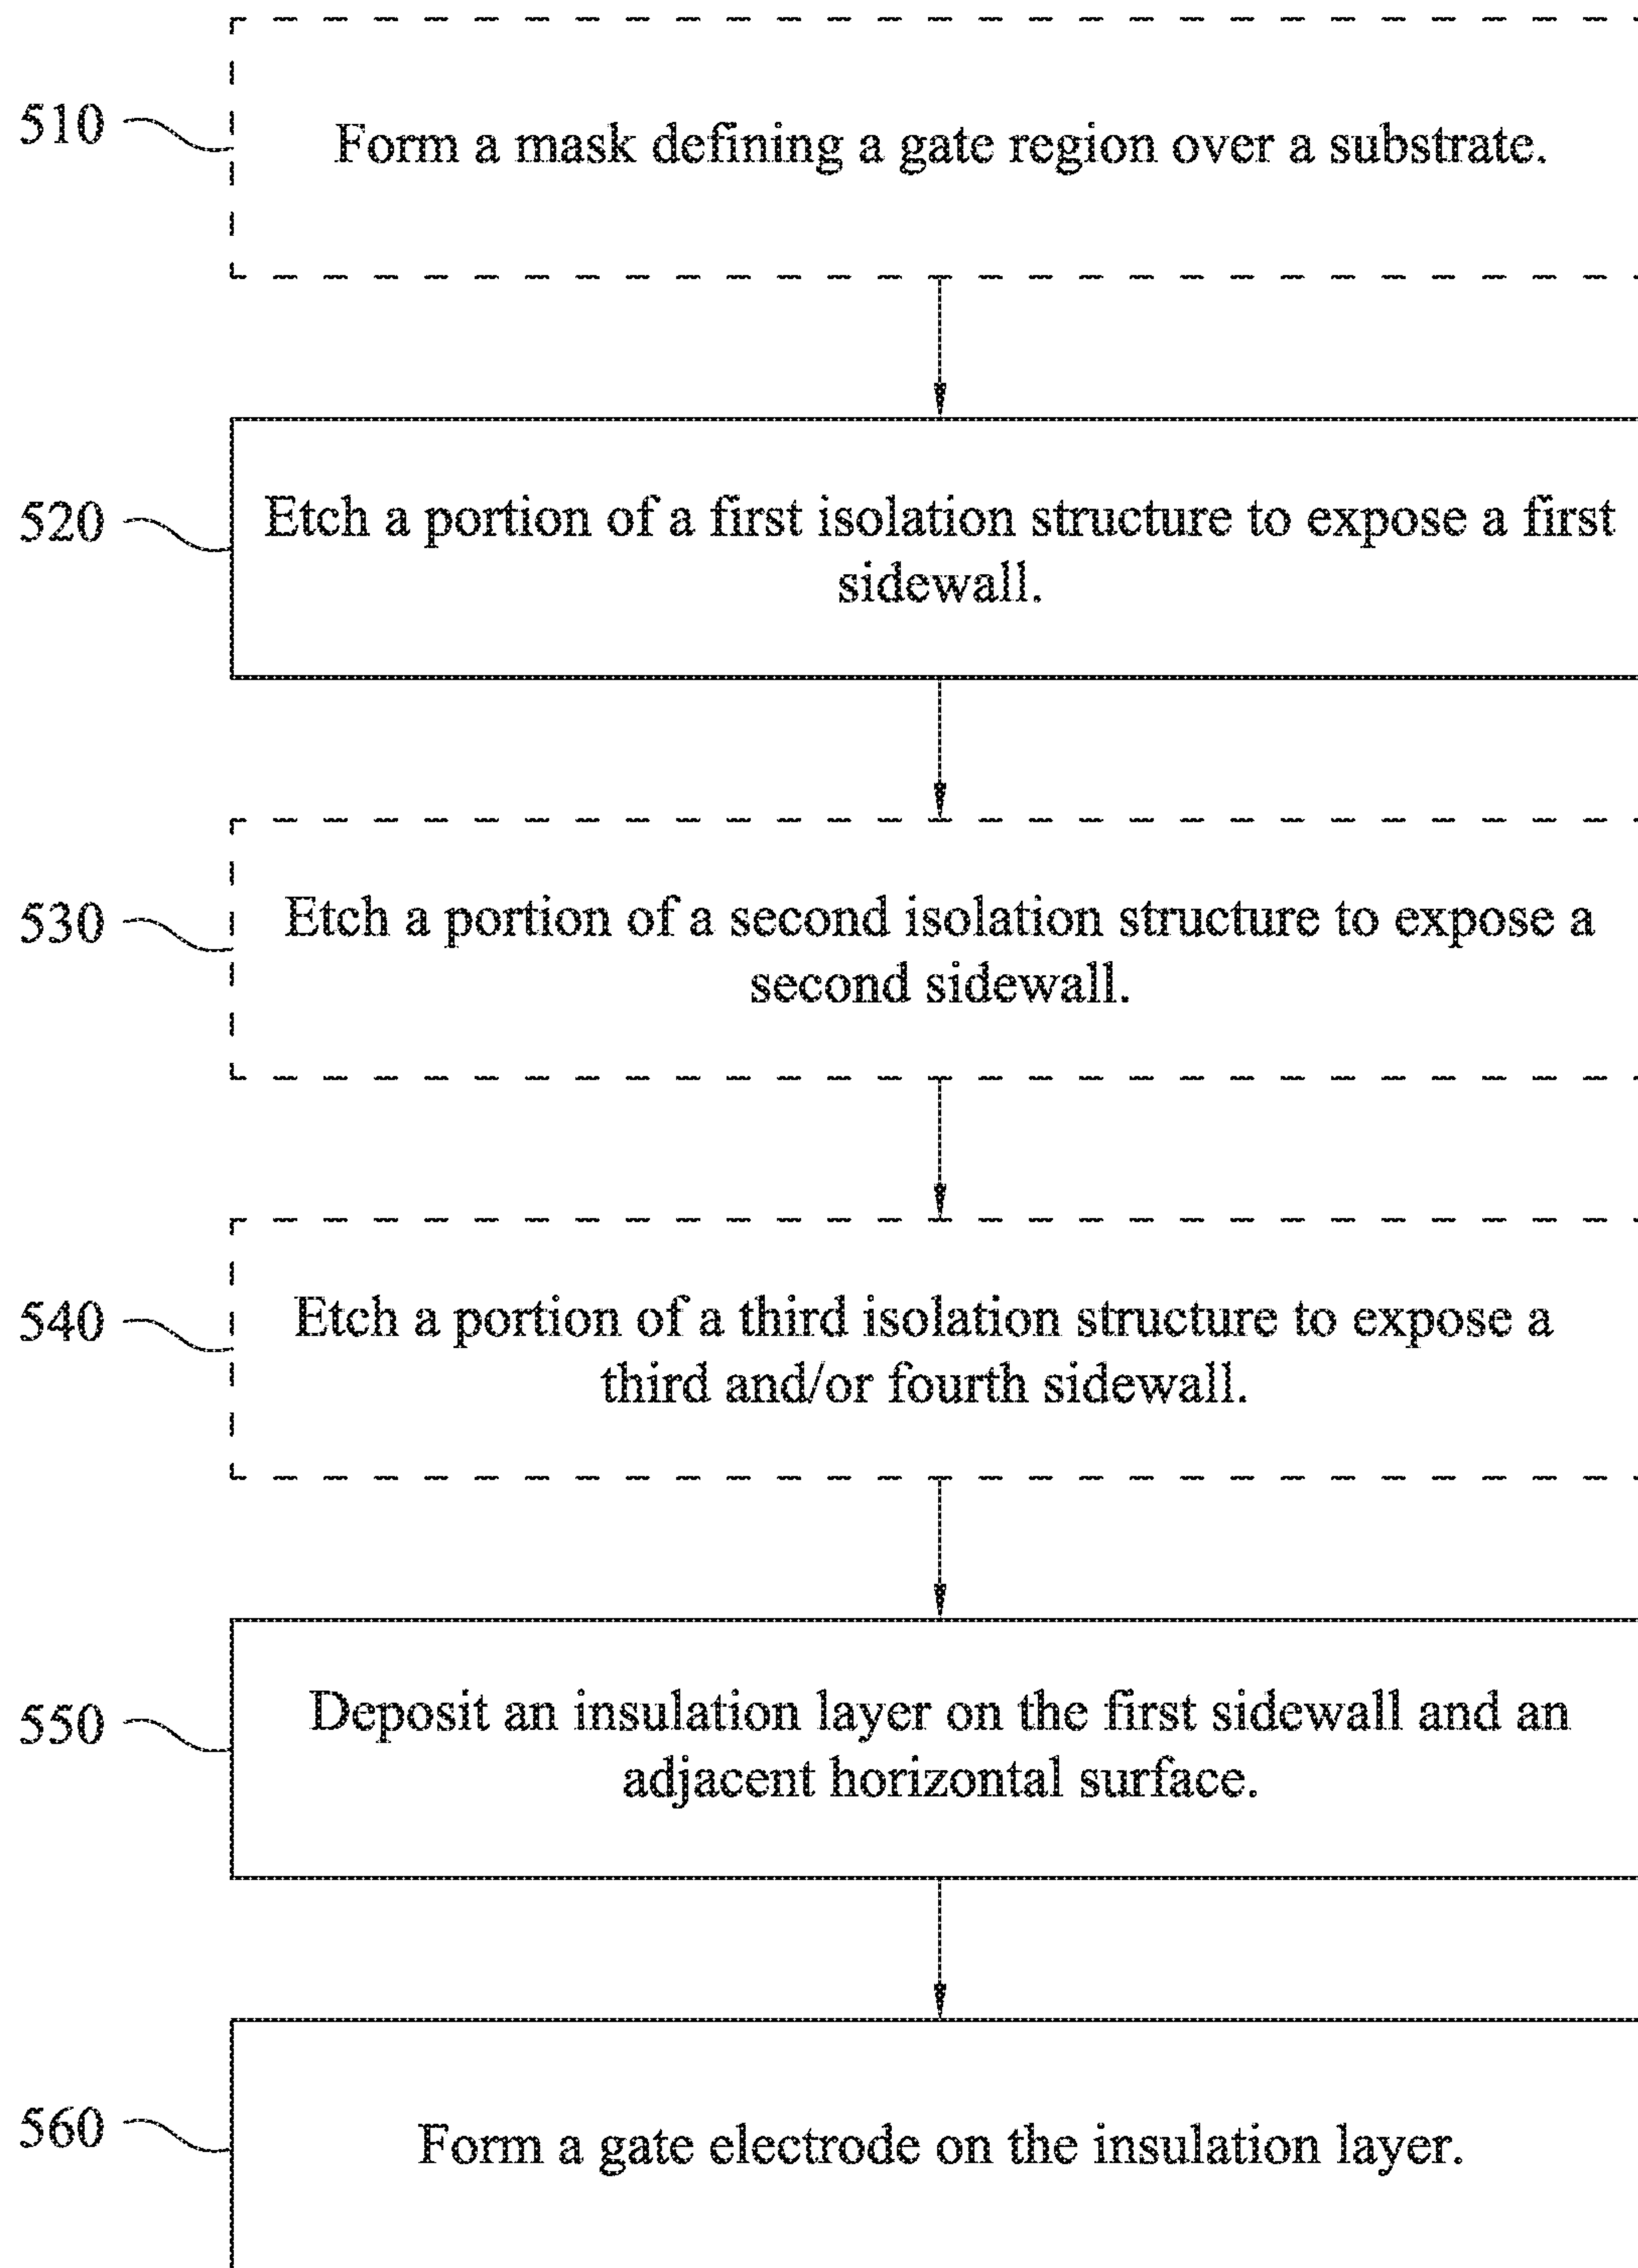 510
Form a mask defining a gate region over a substrate.
520
Etch a portion of a first isolation structure to expose a first
sidewall.
530
Etch a portion of a second isolation structure to expose a
second sidewall.
540
Etch a portion of a third isolation structure to expose a
third and/or fourth sidewall.
550
Deposit an insulation layer on the first sidewall and an
adjacent horizontal surface.
560
Form a gate electrode on the insulation layer.